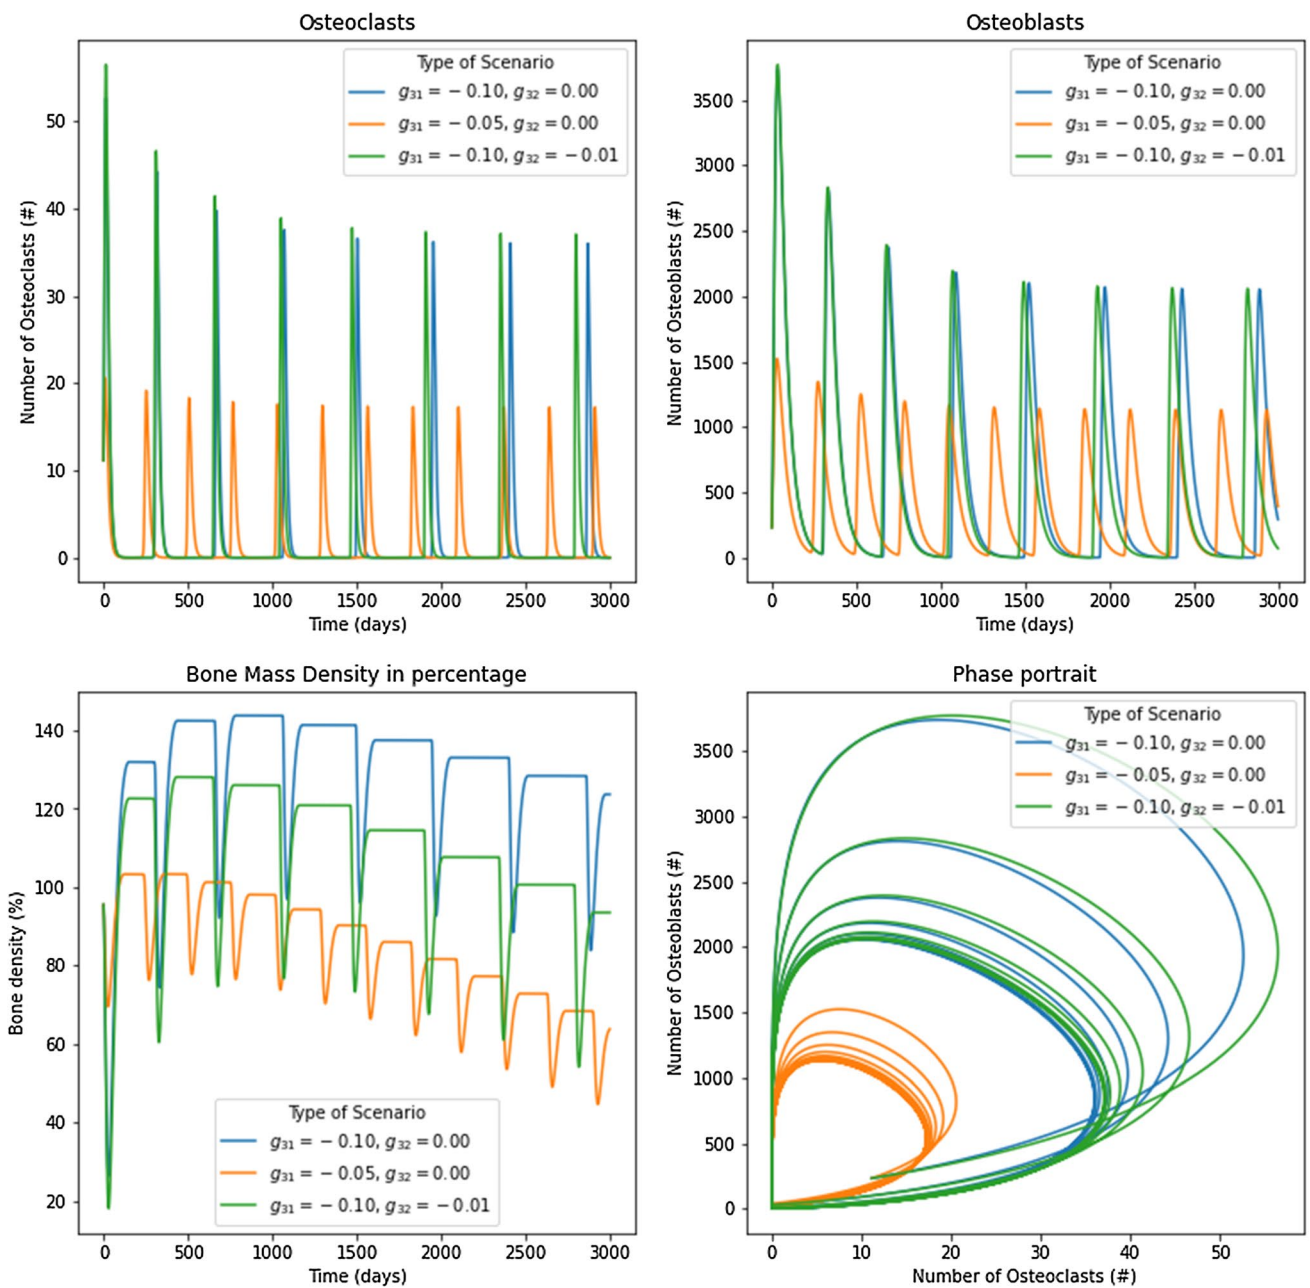 Osteoclasts
Type of Scenario
g31 = −0.10, g32 = 0.00
g31 = −0.05, g32 = 0.00
g31 = −0.10, g32 = −0.01
Number of Osteoclasts (#)
50
40
30
20
10
0
0 500 1000 1500 2000 2500 3000
Time (days)
Osteoblasts
Type of Scenario
g31 = −0.10, g32 = 0.00
g31 = −0.05, g32 = 0.00
g31 = −0.10, g32 = −0.01
Number of Osteoblasts (#)
3500
3000
2500
2000
1500
1000
500
0
0 500 1000 1500 2000 2500 3000
Time (days)
Bone Mass Density in percentage
Bone density (%)
140
120
100
80
60
40
20
Type of Scenario
g31 = −0.10, g32 = 0.00
g31 = −0.05, g32 = 0.00
g31 = −0.10, g32 = −0.01
0 500 1000 1500 2000 2500 3000
Time (days)
Phase portrait
Type of Scenario
g31 = −0.10, g32 = 0.00
g31 = −0.05, g32 = 0.00
g31 = −0.10, g32 = −0.01
Number of Osteoblasts (#)
3500
3000
2500
2000
1500
1000
500
0
0 10 20 30 40 50
Number of Osteoclasts (#)